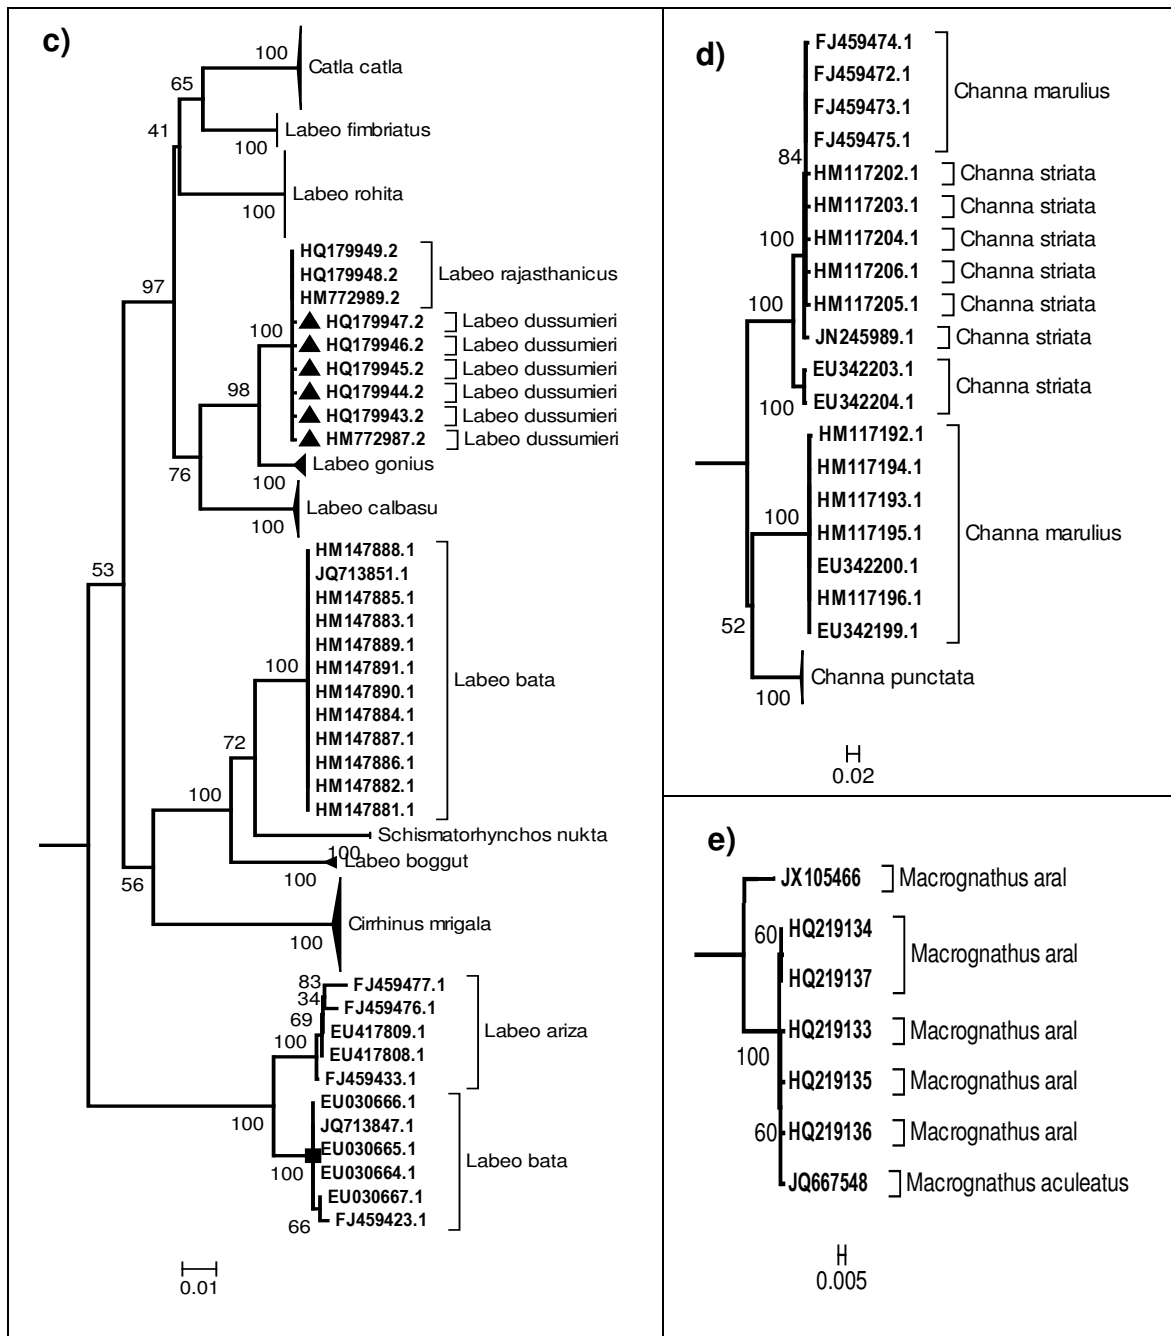 c)
100
Catla catla
65
41
Labeo fimbriatus
100
Labeo rohita
100
97
HQ179949.2
HQ179948.2
Labeo rajasthanicus
HM772989.2
HQ179947.2 Labeo dussumieri
100
HQ179946.2 Labeo dussumieri
HQ179945.2 Labeo dussumieri
98
HQ179944.2 Labeo dussumieri
HQ179943.2 Labeo dussumieri
HM772987.2 Labeo dussumieri
Labeo gonius
76
100
Labeo calbasu
100
53
HM147888.1
JQ713851.1
HM147885.1
HM147883.1
HM147889.1
100
HM147891.1
Labeo bata
HM147890.1
HM147884.1
72
HM147887.1
HM147886.1
HM147882.1
100
HM147881.1
Schismatorhynchos nukta
100
Labeo boggut
100
56
Cirrhinus mrigala
100
83
FJ459477.1
34
FJ459476.1
69
EU417809.1
Labeo ariza
100
EU417808.1
FJ459433.1
100
EU030666.1
JQ713847.1
EU030665.1
Labeo bata
100
EU030664.1
EU030667.1
66
FJ459423.1
0.01
d)
FJ459474.1
FJ459472.1
Channa marulius
FJ459473.1
FJ459475.1
84
HM117202.1 Channa striata
HM117203.1 Channa striata
100
HM117204.1 Channa striata
HM117206.1 Channa striata
100
HM117205.1 Channa striata
JN245989.1 Channa striata
EU342203.1
Channa striata
100
EU342204.1
HM117192.1
HM117194.1
HM117193.1
100
HM117195.1
Channa marulius
EU342200.1
HM117196.1
52
EU342199.1
Channa punctata
100
0.02
e)
JX105466 Macrognathus aral
60
HQ219134
Macrognathus aral
HQ219137
HQ219133 Macrognathus aral
100
HQ219135 Macrognathus aral
60
HQ219136 Macrognathus aral
JQ667548 Macrognathus aculeatus
0.005